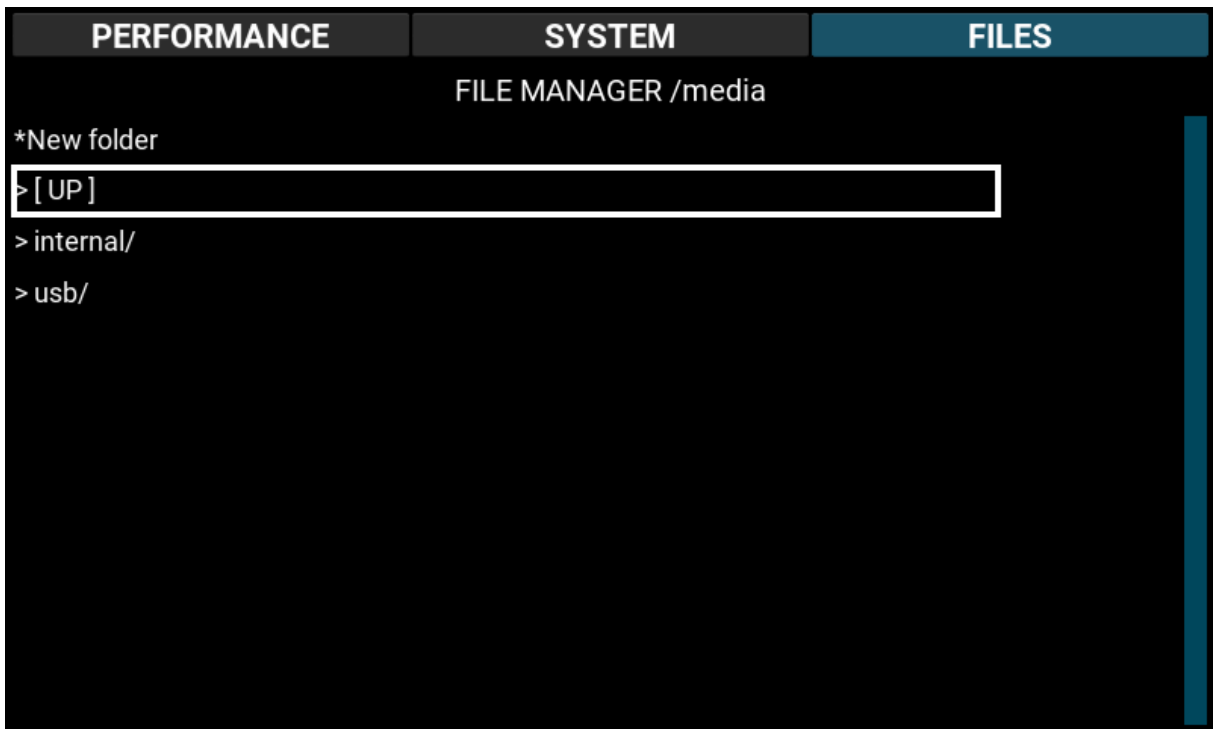 PERFORMANCE SYSTEM FILES
FILE MANAGER /media
*New folder
> [ UP ]
> internal/
> usb/